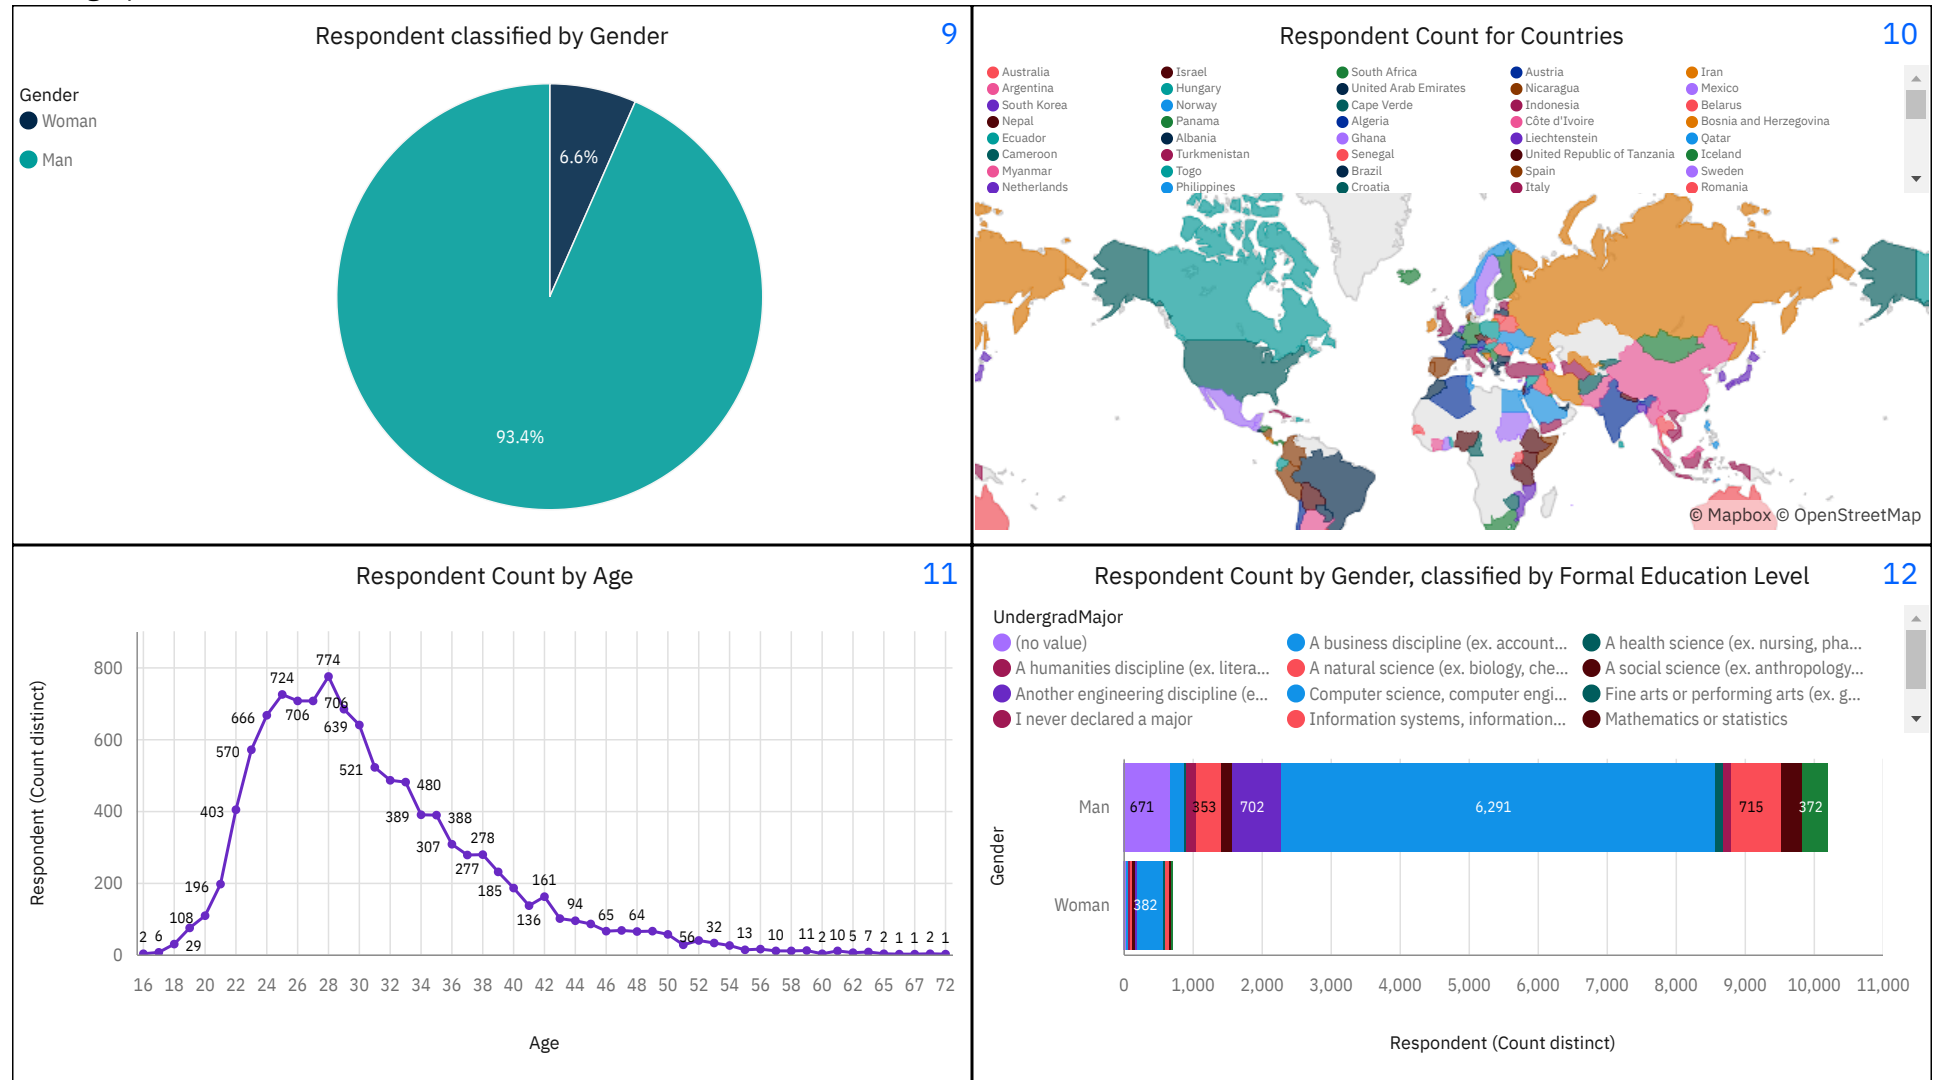 Respondent classified by Gender
9
Gender
Woman
Man
6.6%
93.4%
Respondent Count for Countries
10
Australia
Israel
South Africa
Austria
Iran
Argentina
Hungary
United Arab Emirates
Nicaragua
Mexico
South Korea
Norway
Cape Verde
Indonesia
Belarus
Nepal
Panama
Algeria
Côte d'Ivoire
Bosnia and Herzegovina
Ecuador
Albania
Ghana
Liechtenstein
Qatar
Cameroon
Turkmenistan
Senegal
United Republic of Tanzania
Iceland
Myanmar
Togo
Brazil
Spain
Sweden
Netherlands
Philippines
Croatia
Italy
Romania
© Mapbox © OpenStreetMap
Respondent Count by Age
11
Respondent (Count distinct)
800
600
400
200
0
2
6
29
108
196
403
570
666
724
706
774
706
639
521
480
389
388
307
277
278
185
136
161
94
65
64
56
32
13
10
11
2
10
5
7
2
1
1
2
1
16 18 20 22 24 26 28 30 32 34 36 38 40 42 44 46 48 50 52 54 56 58 60 62 65 67 72
Age
Respondent Count by Gender, classified by Formal Education Level
12
UndergradMajor
(no value)
A business discipline (ex. account...
A health science (ex. nursing, pha...
A humanities discipline (ex. litera...
A natural science (ex. biology, che...
A social science (ex. anthropology...
Another engineering discipline (e...
Computer science, computer engi...
Fine arts or performing arts (ex. g...
I never declared a major
Information systems, information...
Mathematics or statistics
Gender
Man
671
353
702
6,291
715
372
Woman
382
0 1,000 2,000 3,000 4,000 5,000 6,000 7,000 8,000 9,000 10,000 11,000
Respondent (Count distinct)